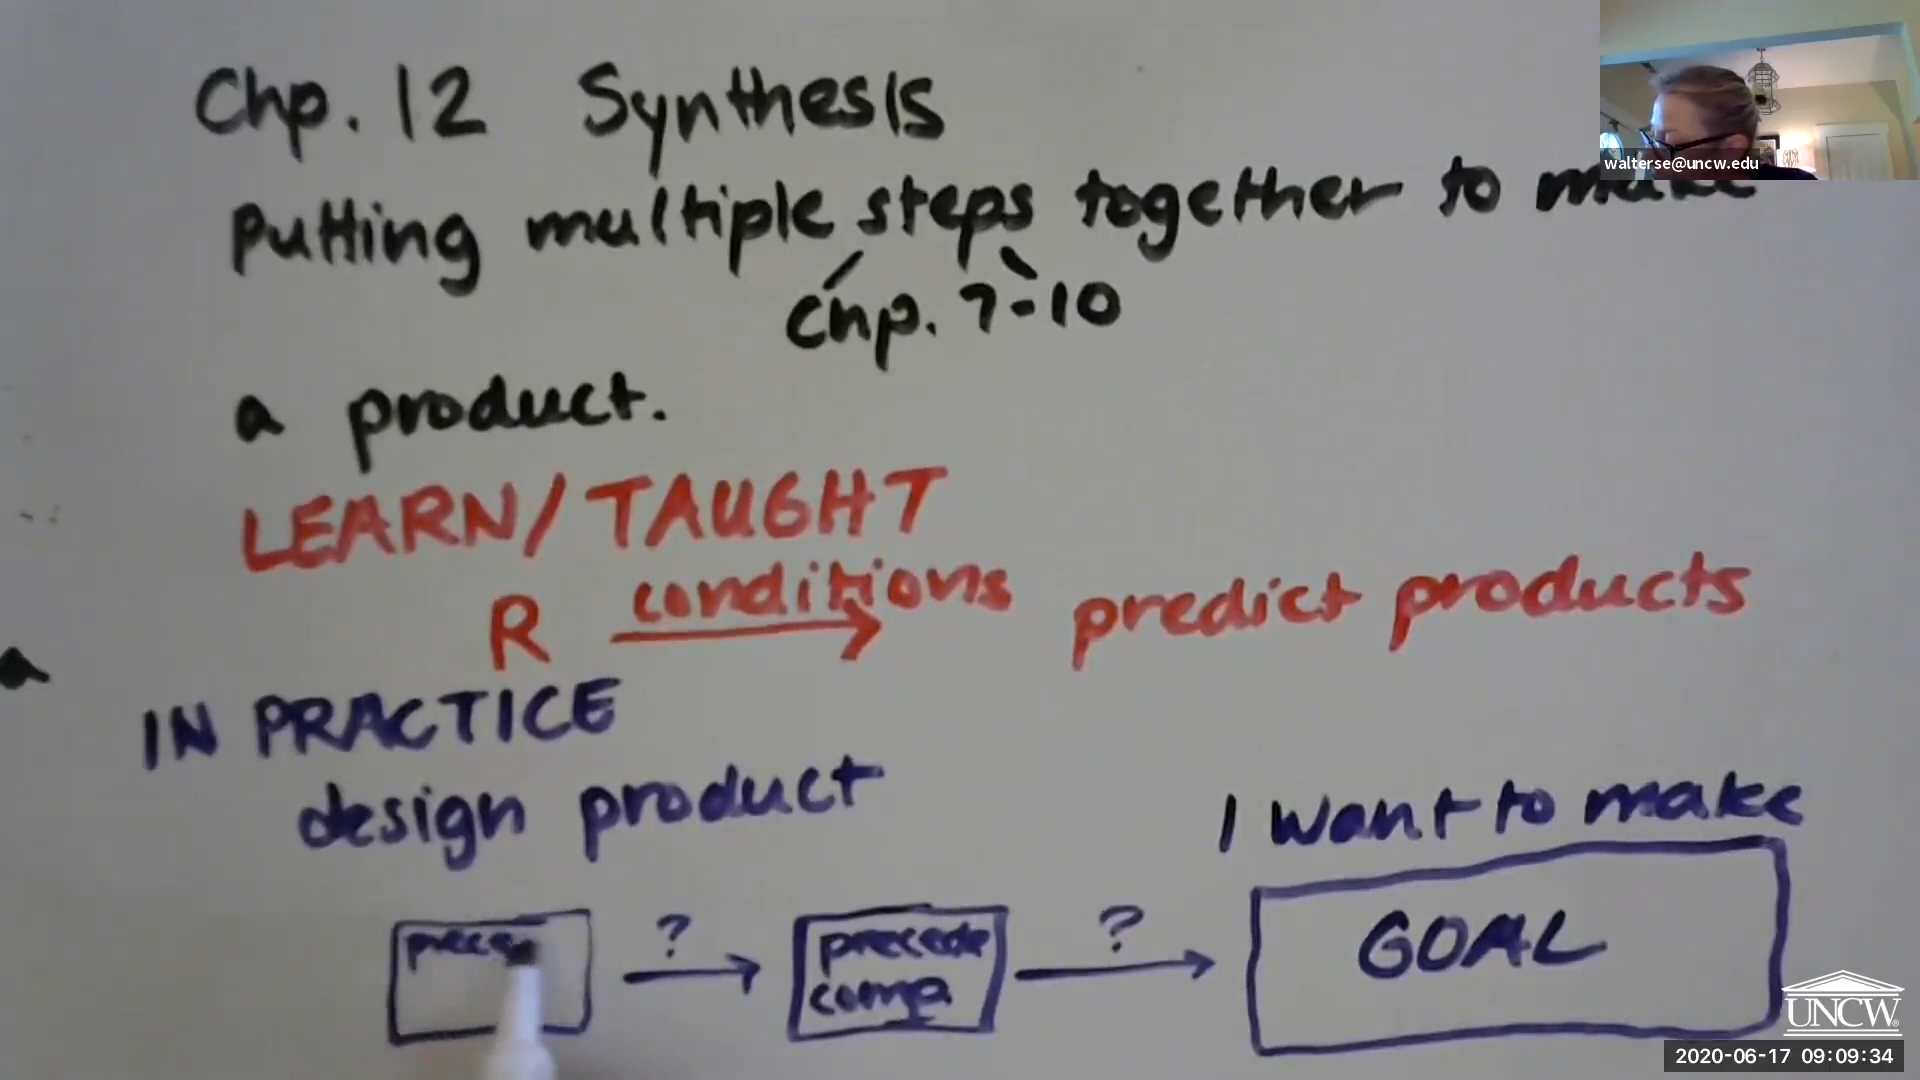 Chp. 12 Synthesis
walterse@uncw.edu
putting multiple steps together to make
Chp. 7-10
a product.
LEARN/TAUGHT
R conditions predict products
a
IN PRACTICE
design product
I want to make
? ?
precede GOAL
comp.
UNCW
2020-06-17 09:09:34